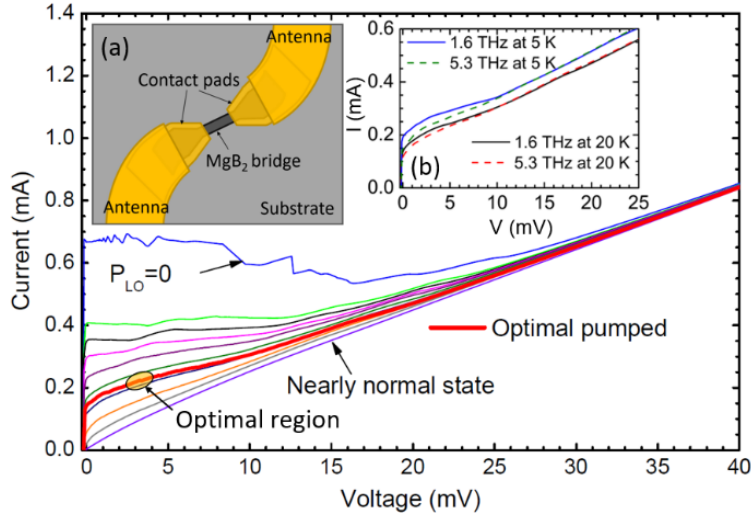 1.4
1.2
1.0
0.8
0.6
0.4
0.2
0.0
Current (mA)
0
5
10
15
20
25
30
35
40
Voltage (mV)
(a)
Antenna
Contact pads
MgB₂ bridge
Antenna
Substrate
0.6
0.4
0.2
0.0
I (mA)
1.6 THz at 5 K
5.3 THz at 5 K
1.6 THz at 20 K
5.3 THz at 20 K
(b)
0
5
10
15
20
25
V (mV)
P_LO=0
Optimal pumped
Nearly normal state
Optimal region